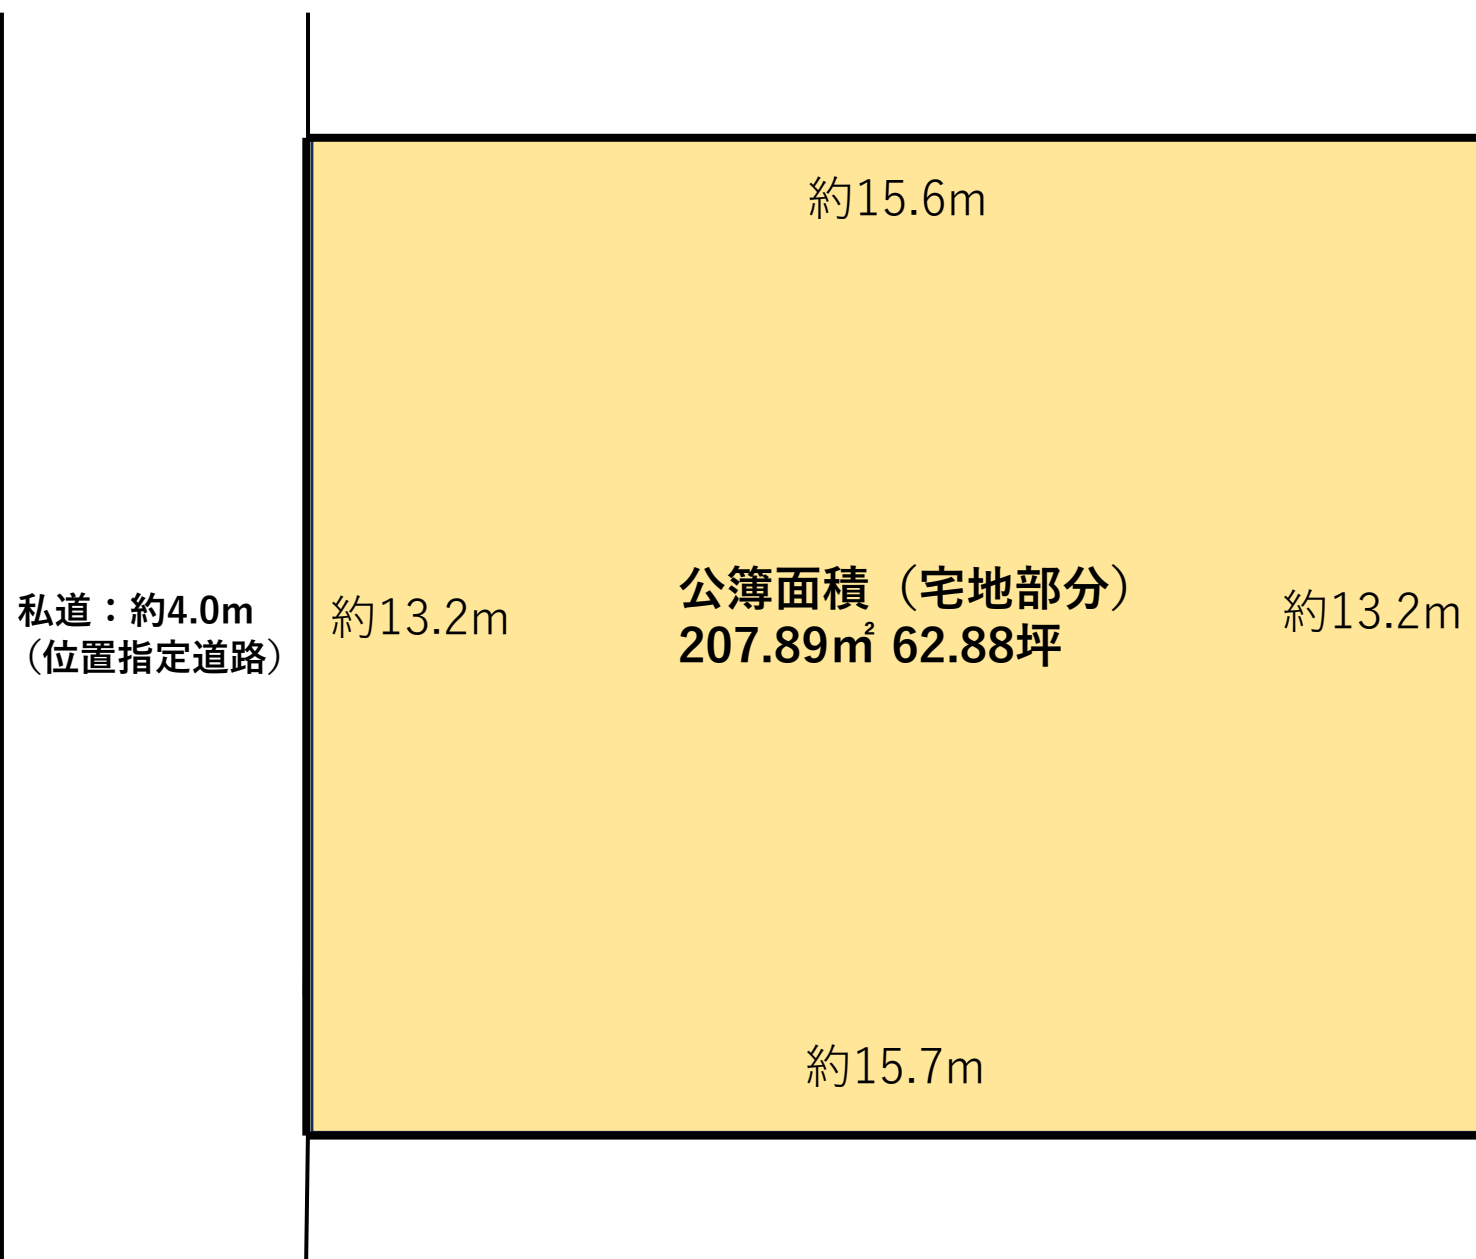 約15.6m
私道：約4.0m
（位置指定道路）
約13.2m
公簿面積（宅地部分）
207.89㎡ 62.88坪
約13.2m
約15.7m